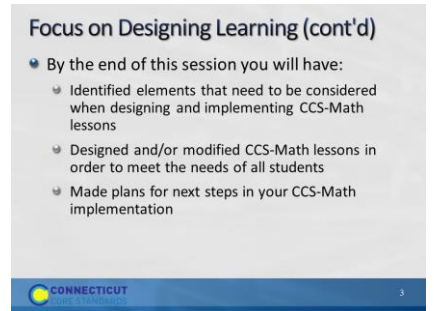 Focus on Designing Learning (cont'd)
By the end of this session you will have:
Identified elements that need to be considered
when designing and implementing CCS-Math
lessons
Designed and/or modified CCS-Math lessons in
order to meet the needs of all students
Made plans for next steps in your CCS-Math
implementation
CONNECTICUT
CORE STANDARDS
3